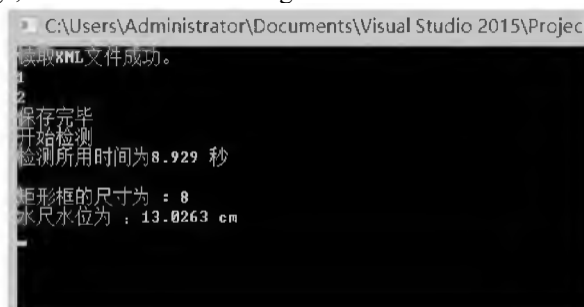 C:\Users\Administrator\Documents\Visual Studio 2015\Projec
读取XML文件成功。
1
2
保存完毕
开始检测
检测所用时间为8.929 秒
矩形框的尺寸为 : 8
水尺水位为 : 13.0263 cm